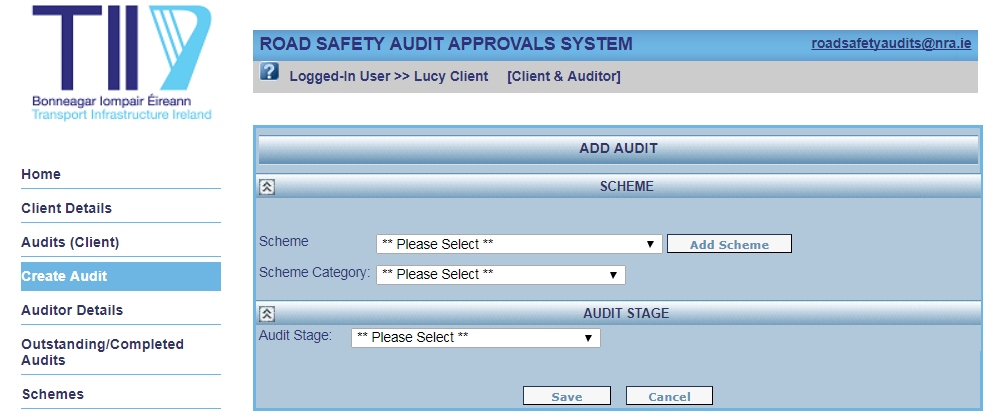 TII
Bonneagar Iompair Éireann
Transport Infrastructure Ireland
ROAD SAFETY AUDIT APPROVALS SYSTEM roadsafetyaudits@nra.ie
? Logged-In User >> Lucy Client [Client & Auditor]
Home
Client Details
Audits (Client)
Create Audit
Auditor Details
Outstanding/Completed
Audits
Schemes
ADD AUDIT
SCHEME
Scheme ** Please Select ** Add Scheme
Scheme Category: ** Please Select **
AUDIT STAGE
Audit Stage: ** Please Select **
Save Cancel